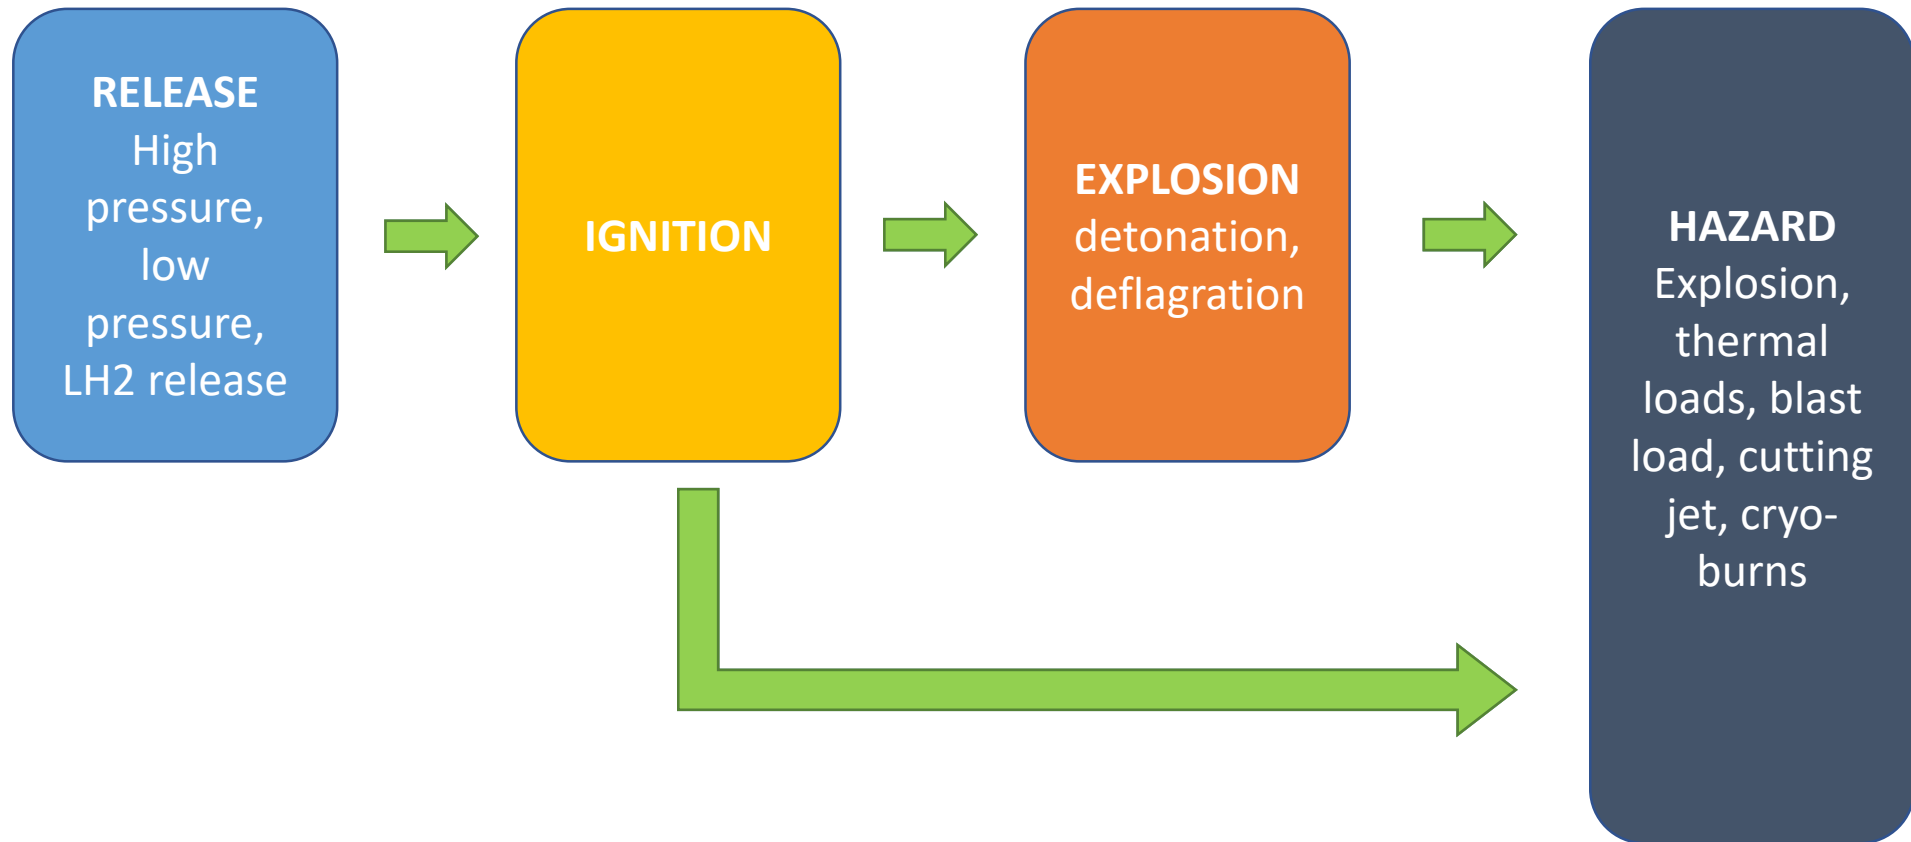 RELEASE
High
pressure,
low
pressure,
LH2 release
IGNITION
EXPLOSION
detonation,
deflagration
HAZARD
Explosion,
thermal
loads, blast
load, cutting
jet, cryo-
burns